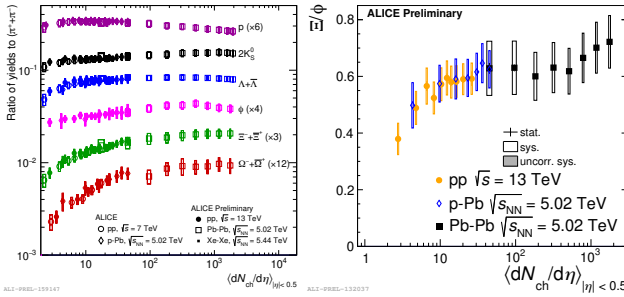 Ratio of yields to (π⁺+π⁻)
10⁻¹
10⁻²
10⁻³
p (×6)
2K⁰S
Λ+Λ̄
ϕ (×4)
Ξ⁻+Ξ̄⁺ (×3)
Ω⁻+Ω̄⁺ (×12)
ALICE
pp, √s = 7 TeV
p-Pb, √sNN = 5.02 TeV
ALICE Preliminary
pp, √s = 13 TeV
Pb-Pb, √sNN = 5.02 TeV
Xe-Xe, √sNN = 5.44 TeV
10 10² 10³ 10⁴
⟨dNch/dη⟩|η|< 0.5
ALI-PREL-159147
Ξ/ϕ
ALICE Preliminary
0.8
0.6
0.4
0.2
0
stat.
sys.
uncorr. sys.
pp √s = 13 TeV
p-Pb √sNN = 5.02 TeV
Pb-Pb √sNN = 5.02 TeV
1 10 10² 10³
⟨dNch/dη⟩|η|< 0.5
ALI-PREL-132037